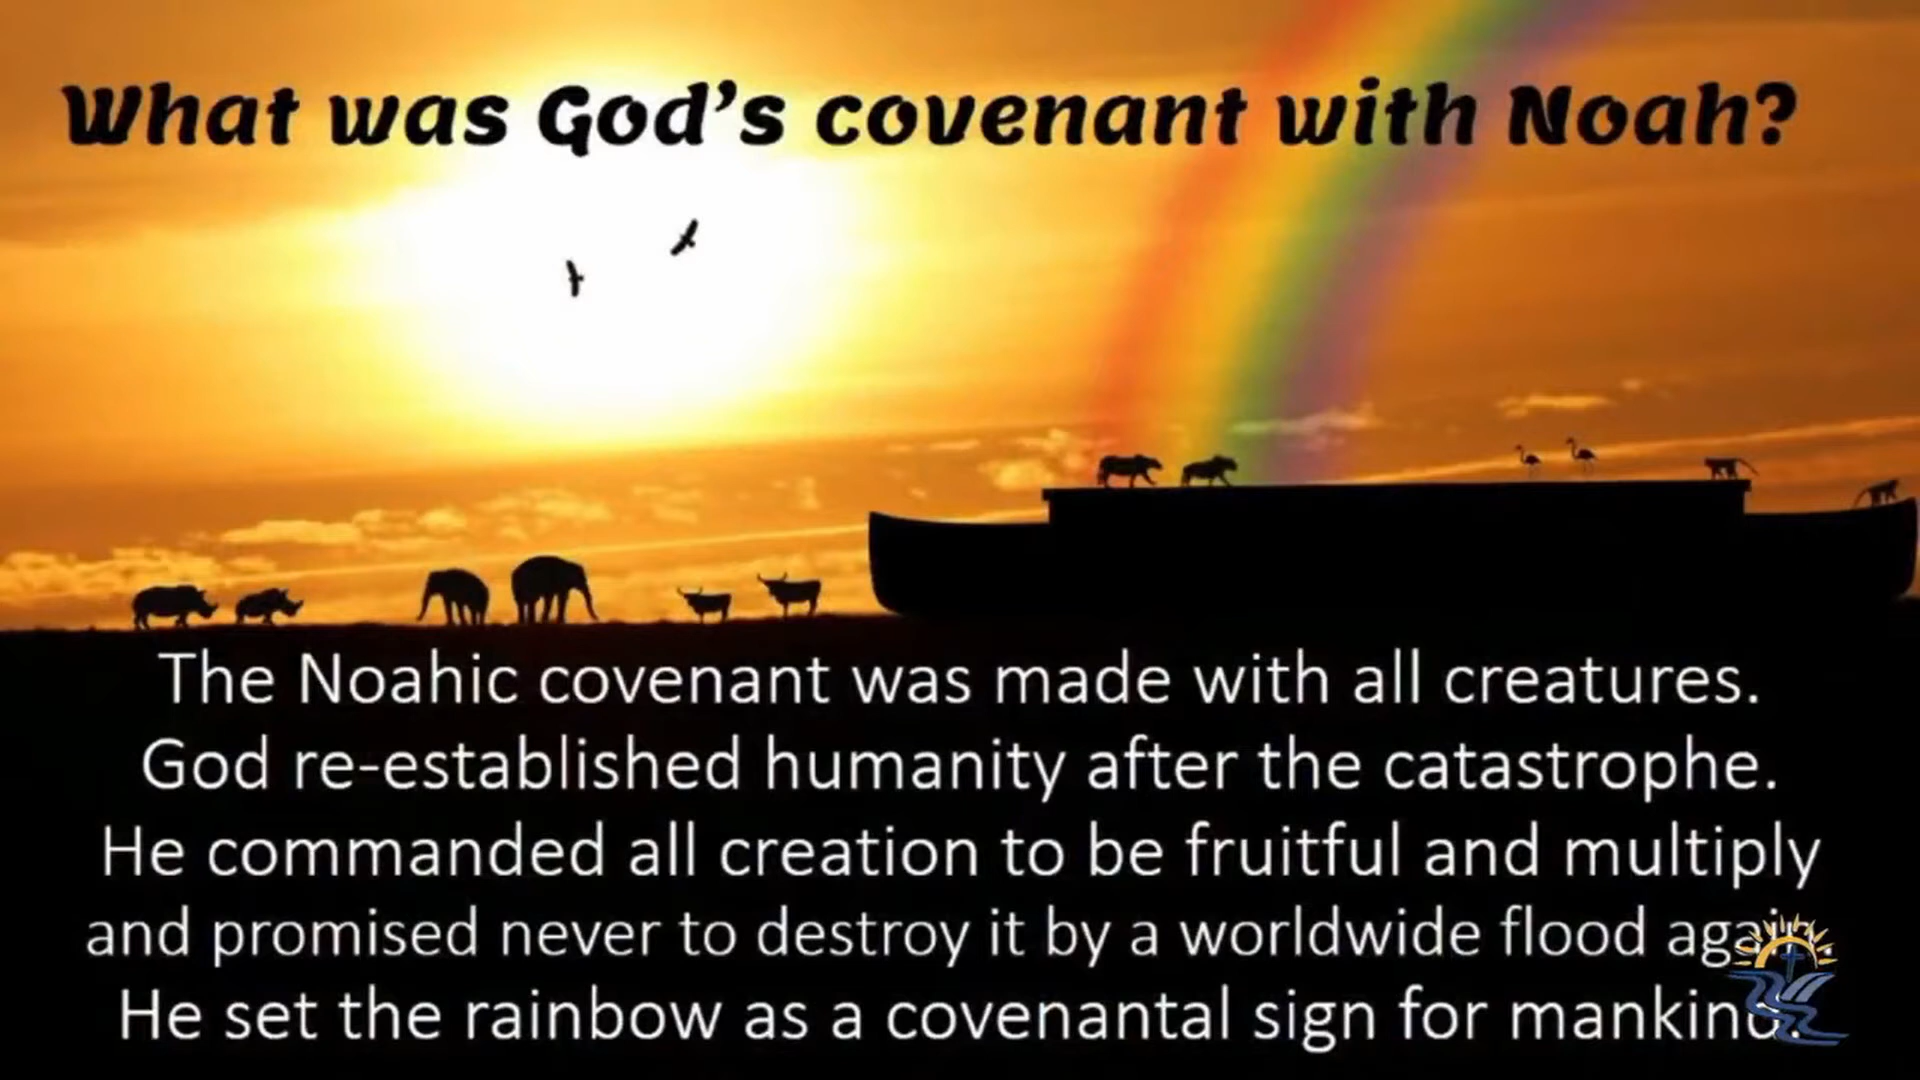 What was God's covenant with Noah?
The Noahic covenant was made with all creatures.
God re-established humanity after the catastrophe.
He commanded all creation to be fruitful and multiply
and promised never to destroy it by a worldwide flood again.
He set the rainbow as a covenantal sign for mankind.